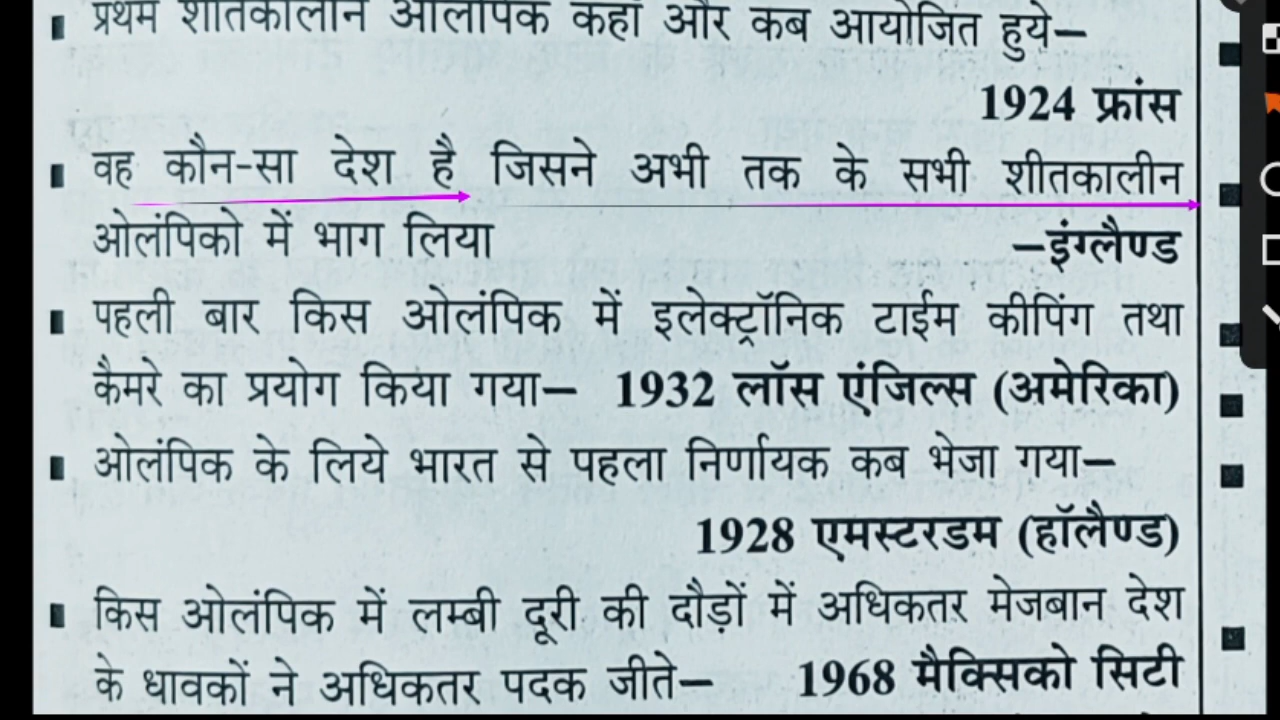 प्रथम शीतकालीन ओलंपिक कहाँ और कब आयोजित हुये–
1924 फ्रांस
वह कौन-सा देश है जिसने अभी तक के सभी शीतकालीन
ओलंपिको में भाग लिया –इंग्लैण्ड
पहली बार किस ओलंपिक में इलेक्ट्रॉनिक टाईम कीपिंग तथा
कैमरे का प्रयोग किया गया– 1932 लॉस एंजिल्स (अमेरिका)
ओलंपिक के लिये भारत से पहला निर्णायक कब भेजा गया–
1928 एमस्टरडम (हॉलैण्ड)
किस ओलंपिक में लम्बी दूरी की दौड़ों में अधिकतर मेजबान देश
के धावकों ने अधिकतर पदक जीते– 1968 मैक्सिको सिटी